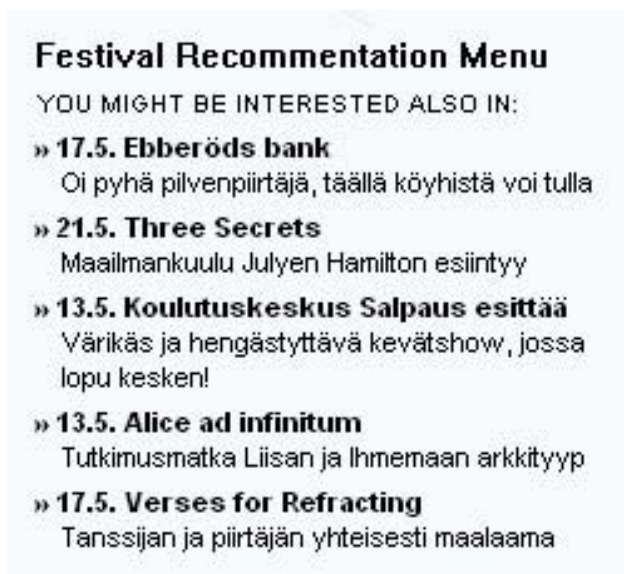 Festival Recommentation Menu
YOU MIGHT BE INTERESTED ALSO IN:
» 17.5. Ebberöds bank
Oi pyhä pilvenpiirtäjä, täällä köyhistä voi tulla
» 21.5. Three Secrets
Maailmankuulu Julyen Hamilton esiintyy
» 13.5. Koulutuskeskus Salpaus esittää
Värikäs ja hengästyttävä kevätshow, jossa
lopu kesken!
» 13.5. Alice ad infinitum
Tutkimusmatka Liisan ja Ihmemaan arkkityyp
» 17.5. Verses for Refracting
Tanssijan ja piirtäjän yhteisesti maalaama